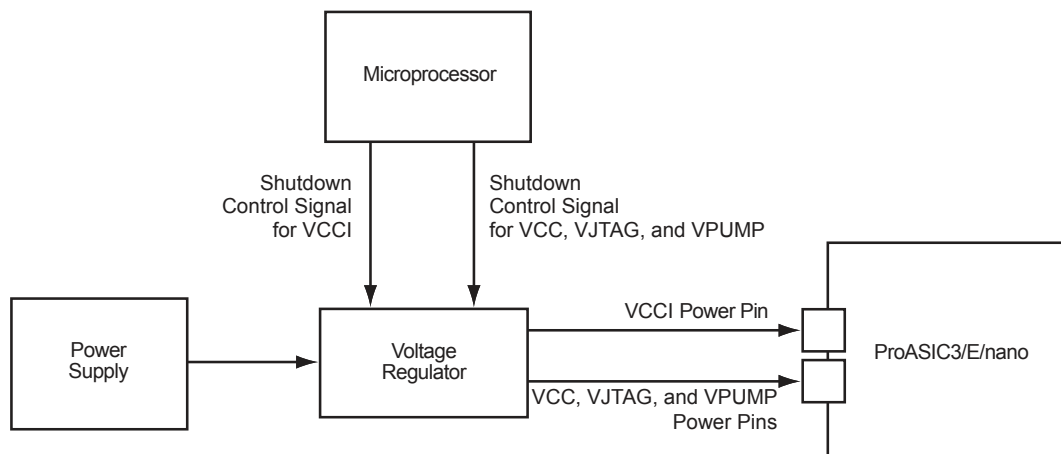 Microprocessor
Shutdown
Control Signal
for VCCI
Shutdown
Control Signal
for VCC, VJTAG, and VPUMP
Power
Supply
Voltage
Regulator
VCCI Power Pin
VCC, VJTAG, and VPUMP
Power Pins
ProASIC3/E/nano